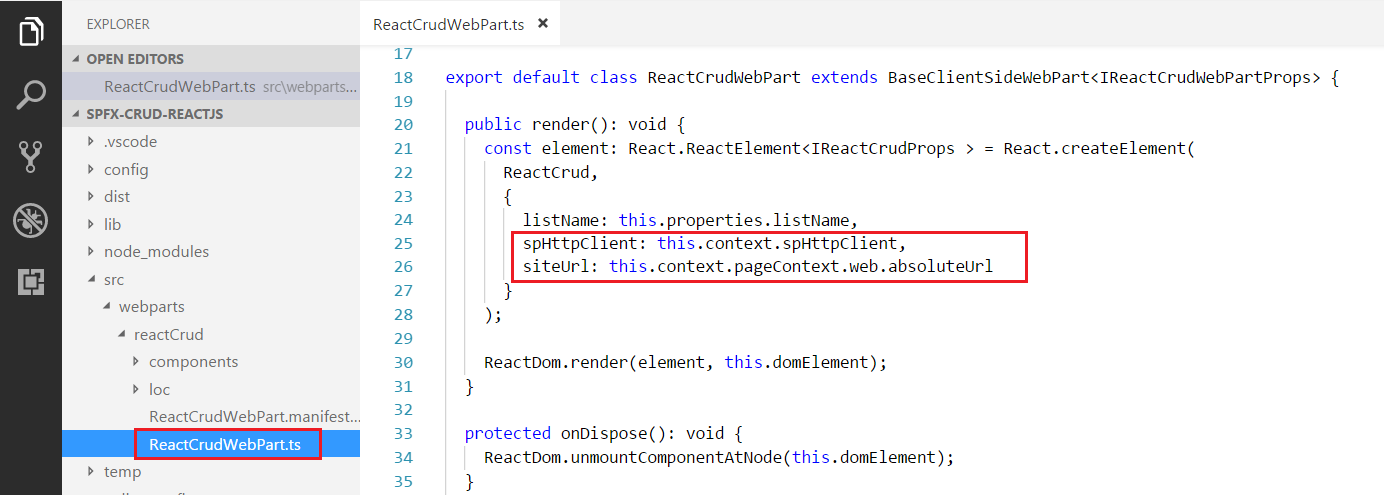 EXPLORER
OPEN EDITORS
ReactCrudWebPart.ts src\webparts...
SPFX-CRUD-REACTJS
.vscode
config
dist
lib
node_modules
src
webparts
reactCrud
components
loc
ReactCrudWebPart.manifest...
ReactCrudWebPart.ts
temp
ReactCrudWebPart.ts ×
17
18 export default class ReactCrudWebPart extends BaseClientSideWebPart<IReactCrudWebPartProps> {
19
20 public render(): void {
21 const element: React.ReactElement<IReactCrudProps > = React.createElement(
22 ReactCrud,
23 {
24 listName: this.properties.listName,
25 spHttpClient: this.context.spHttpClient,
26 siteUrl: this.context.pageContext.web.absoluteUrl
27 }
28 );
29
30 ReactDom.render(element, this.domElement);
31 }
32
33 protected onDispose(): void {
34 ReactDom.unmountComponentAtNode(this.domElement);
35 }